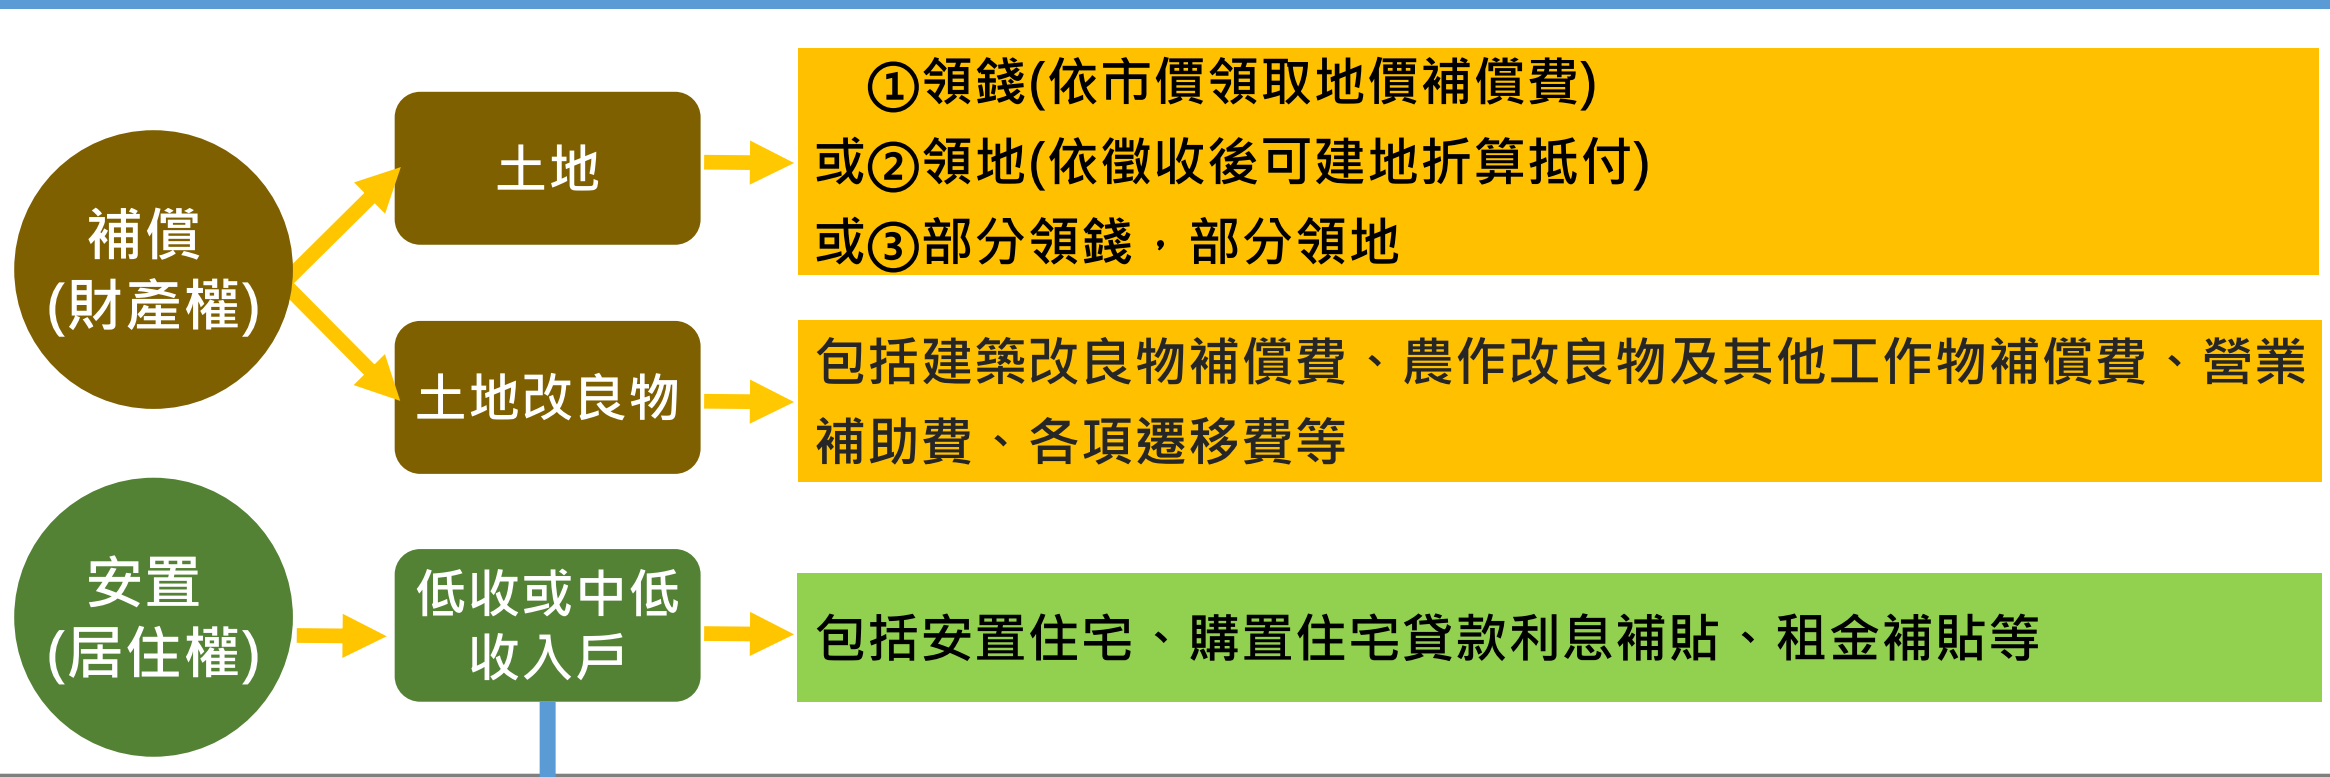 補償
(財產權)
土地
①領錢(依市價領取地價補償費)
或②領地(依徵收後可建地折算抵付)
或③部分領錢，部分領地
土地改良物
包括建築改良物補償費、農作改良物及其他工作物補償費、營業
補助費、各項遷移費等
安置
(居住權)
低收或中低
收入戶
包括安置住宅、購置住宅貸款利息補貼、租金補貼等